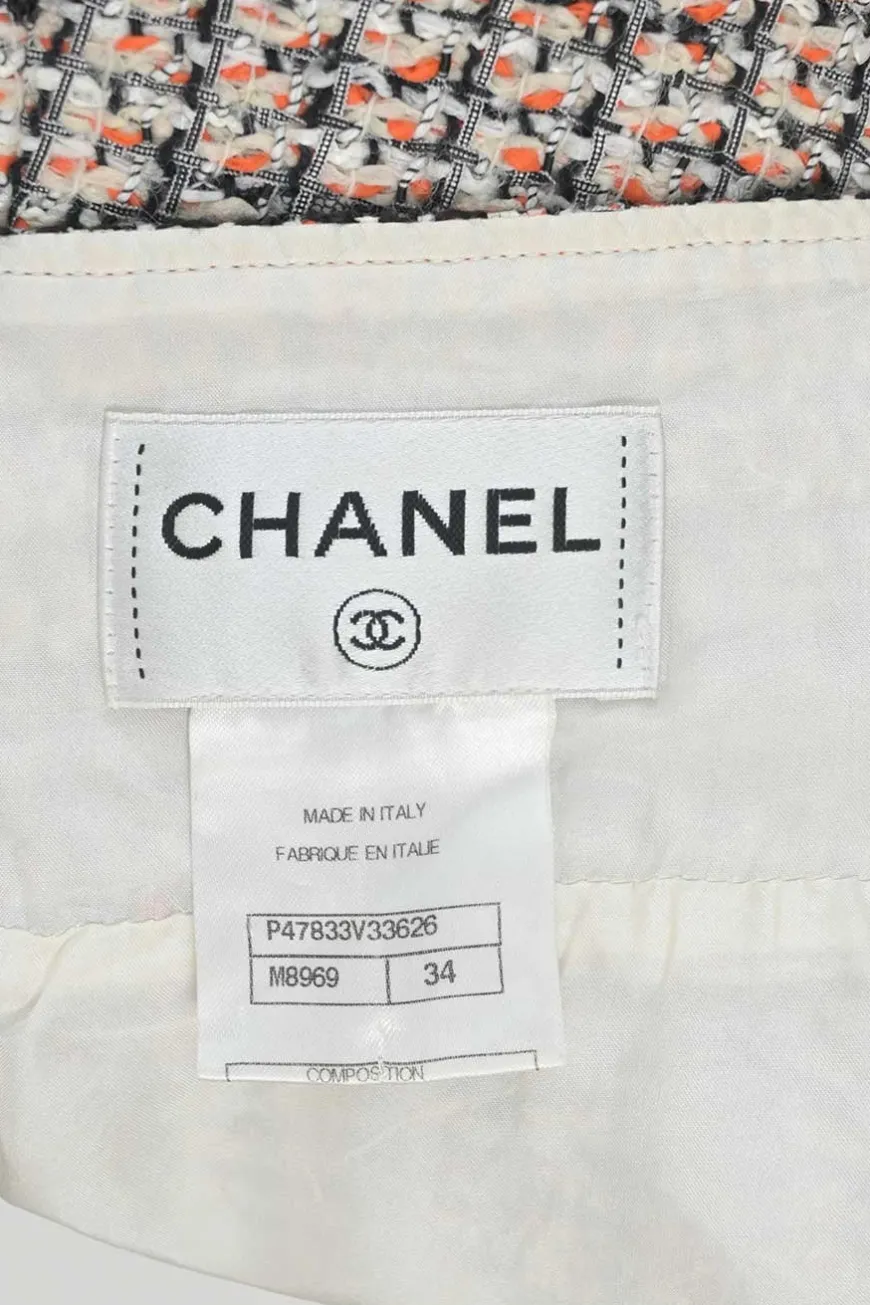 CHANEL
MADE IN ITALY
FABRIQUE EN ITALIE
P47833V33626
M8969 34
COMPOSITION